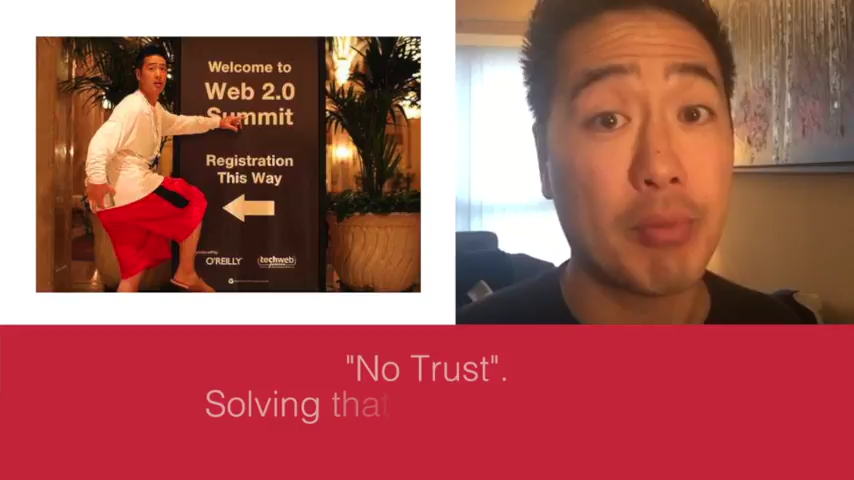 Welcome to
Web 2.0
Summit
Registration
This Way
O'REILLY
techweb
"No Trust".
Solving that